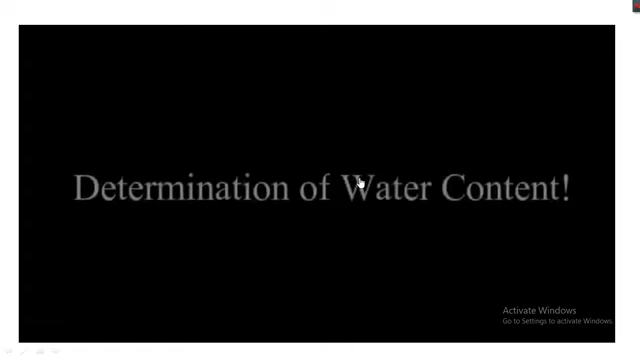 Determination of Water Content!
Activate Windows
Go to Settings to activate Windows.